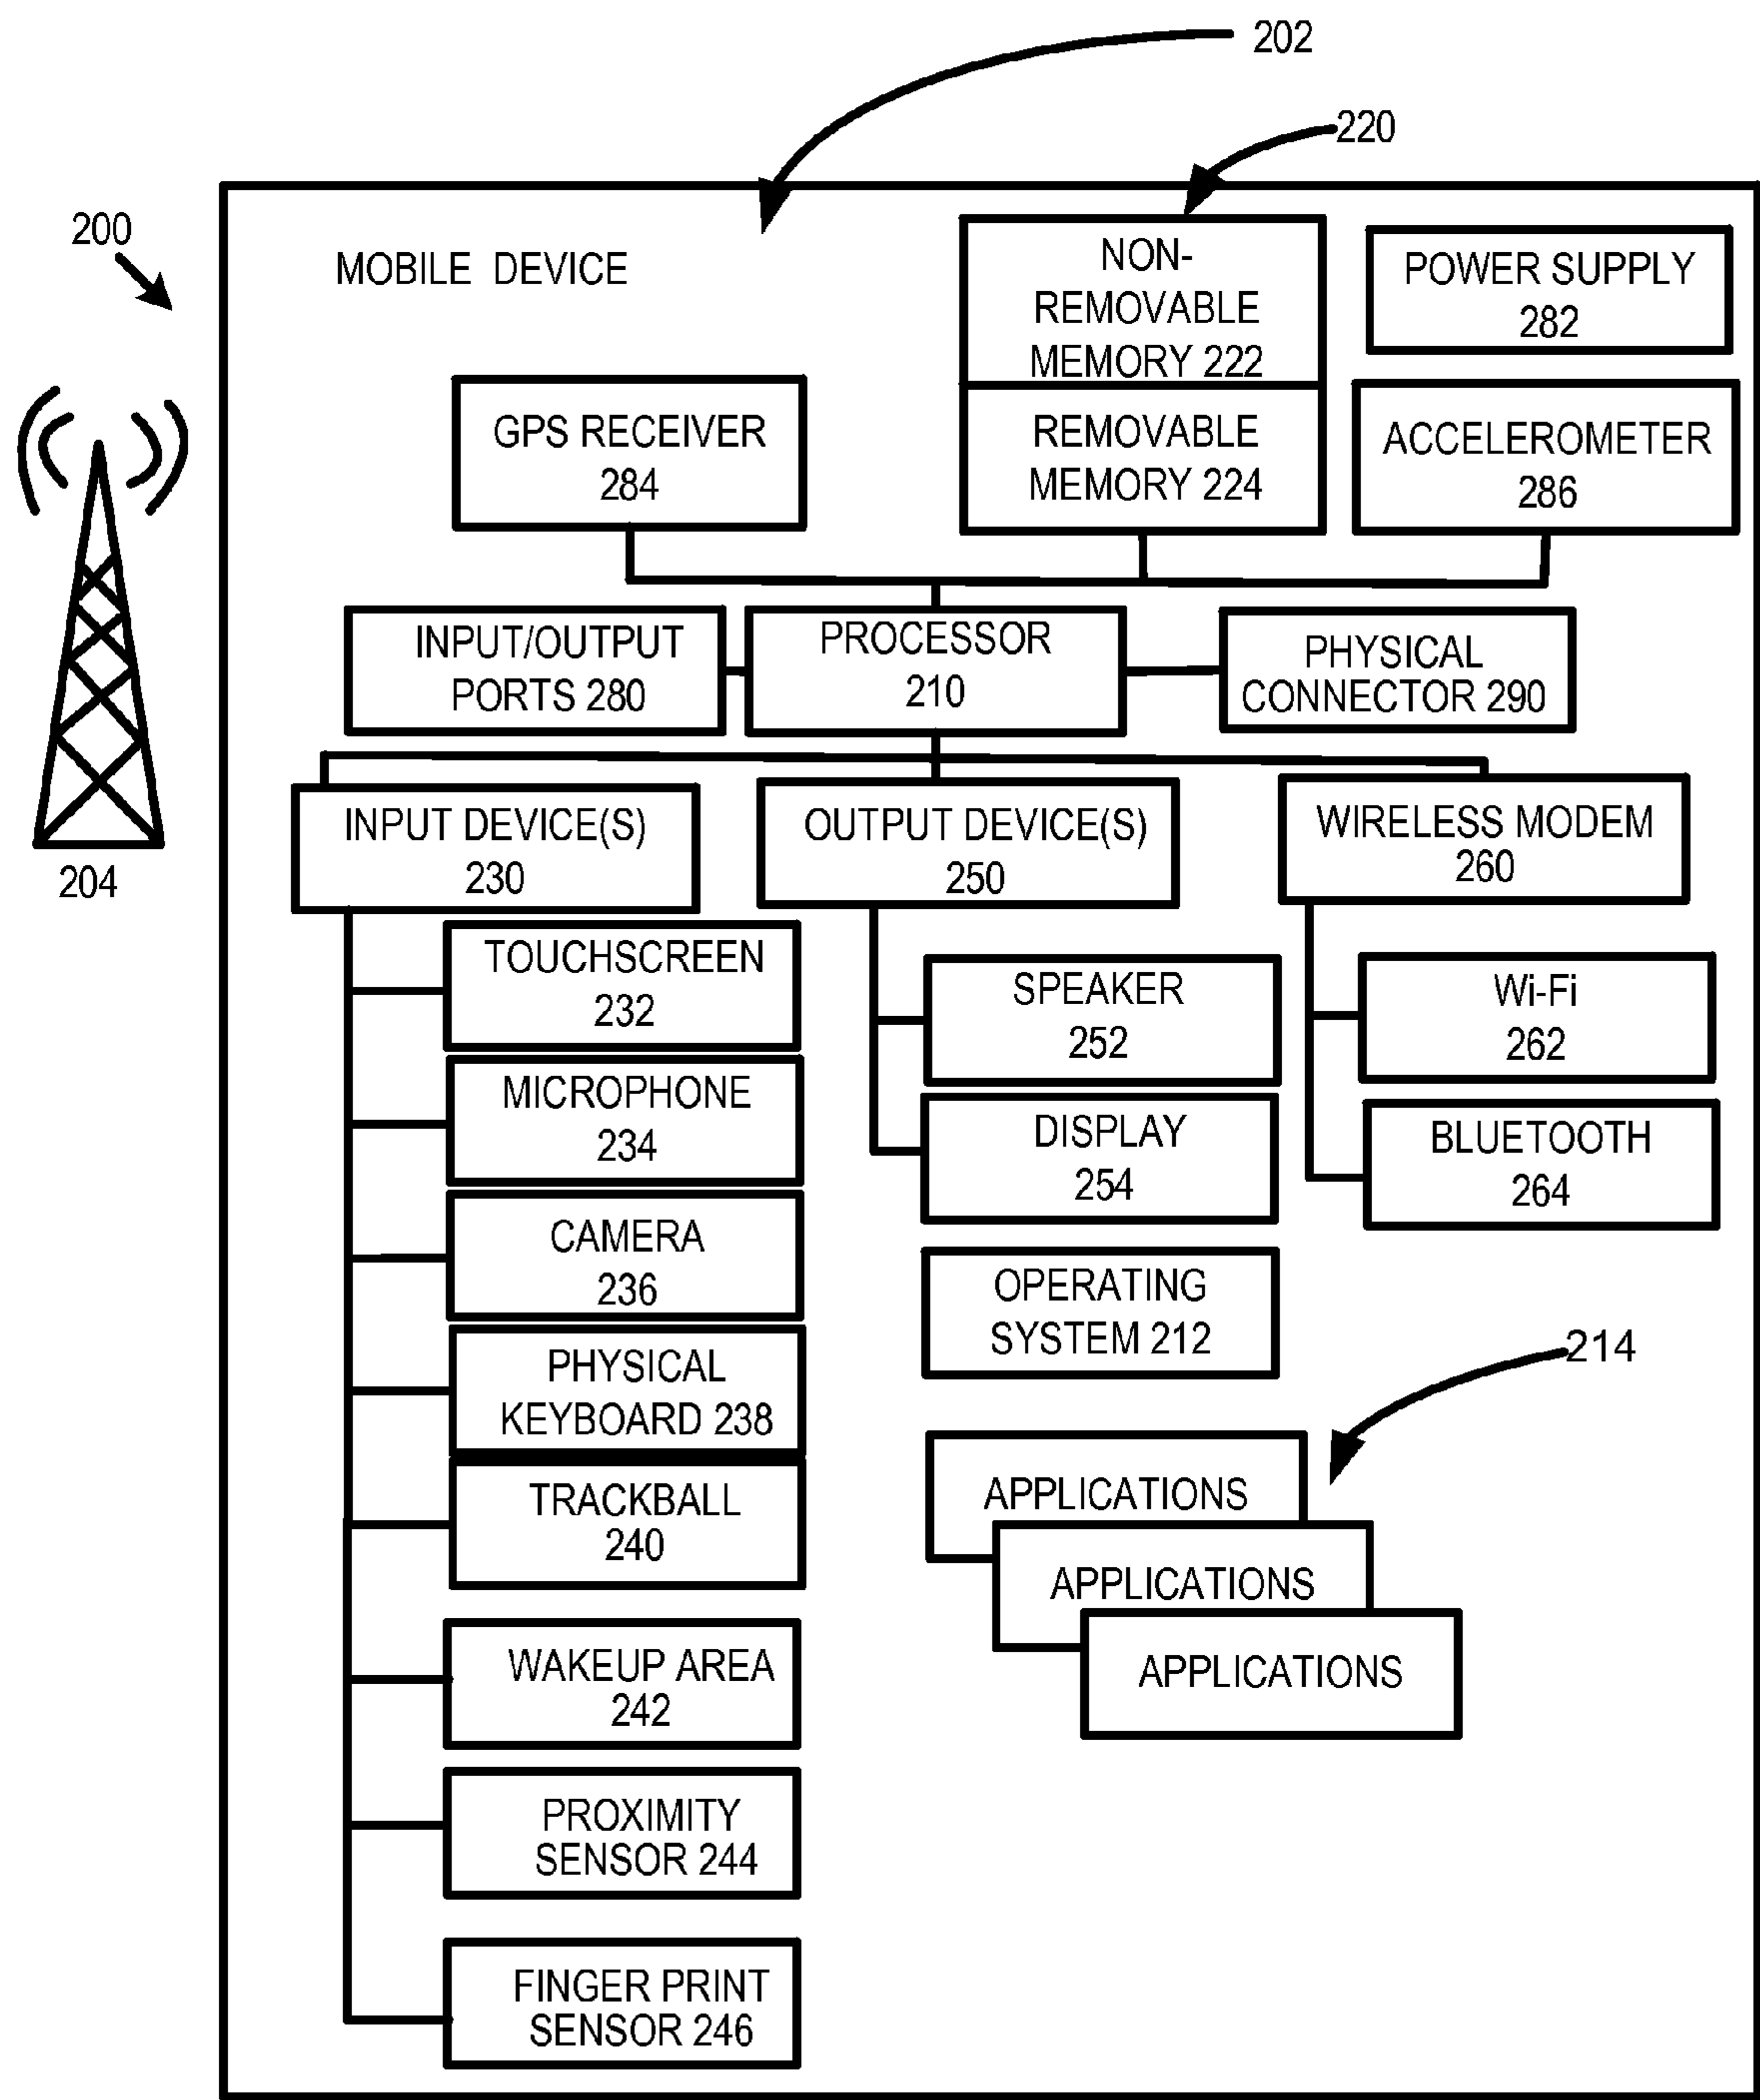 202
220
200
MOBILE DEVICE
NON-
REMOVABLE
MEMORY 222
POWER SUPPLY
282
GPS RECEIVER
284
REMOVABLE
MEMORY 224
ACCELEROMETER
286
INPUT/OUTPUT
PORTS 280
PROCESSOR
210
PHYSICAL
CONNECTOR 290
204
INPUT DEVICE(S)
230
OUTPUT DEVICE(S)
250
WIRELESS MODEM
260
TOUCHSCREEN
232
MICROPHONE
234
CAMERA
236
PHYSICAL
KEYBOARD 238
TRACKBALL
240
WAKEUP AREA
242
PROXIMITY
SENSOR 244
FINGER PRINT
SENSOR 246
SPEAKER
252
DISPLAY
254
OPERATING
SYSTEM 212
Wi-Fi
262
BLUETOOTH
264
214
APPLICATIONS
APPLICATIONS
APPLICATIONS